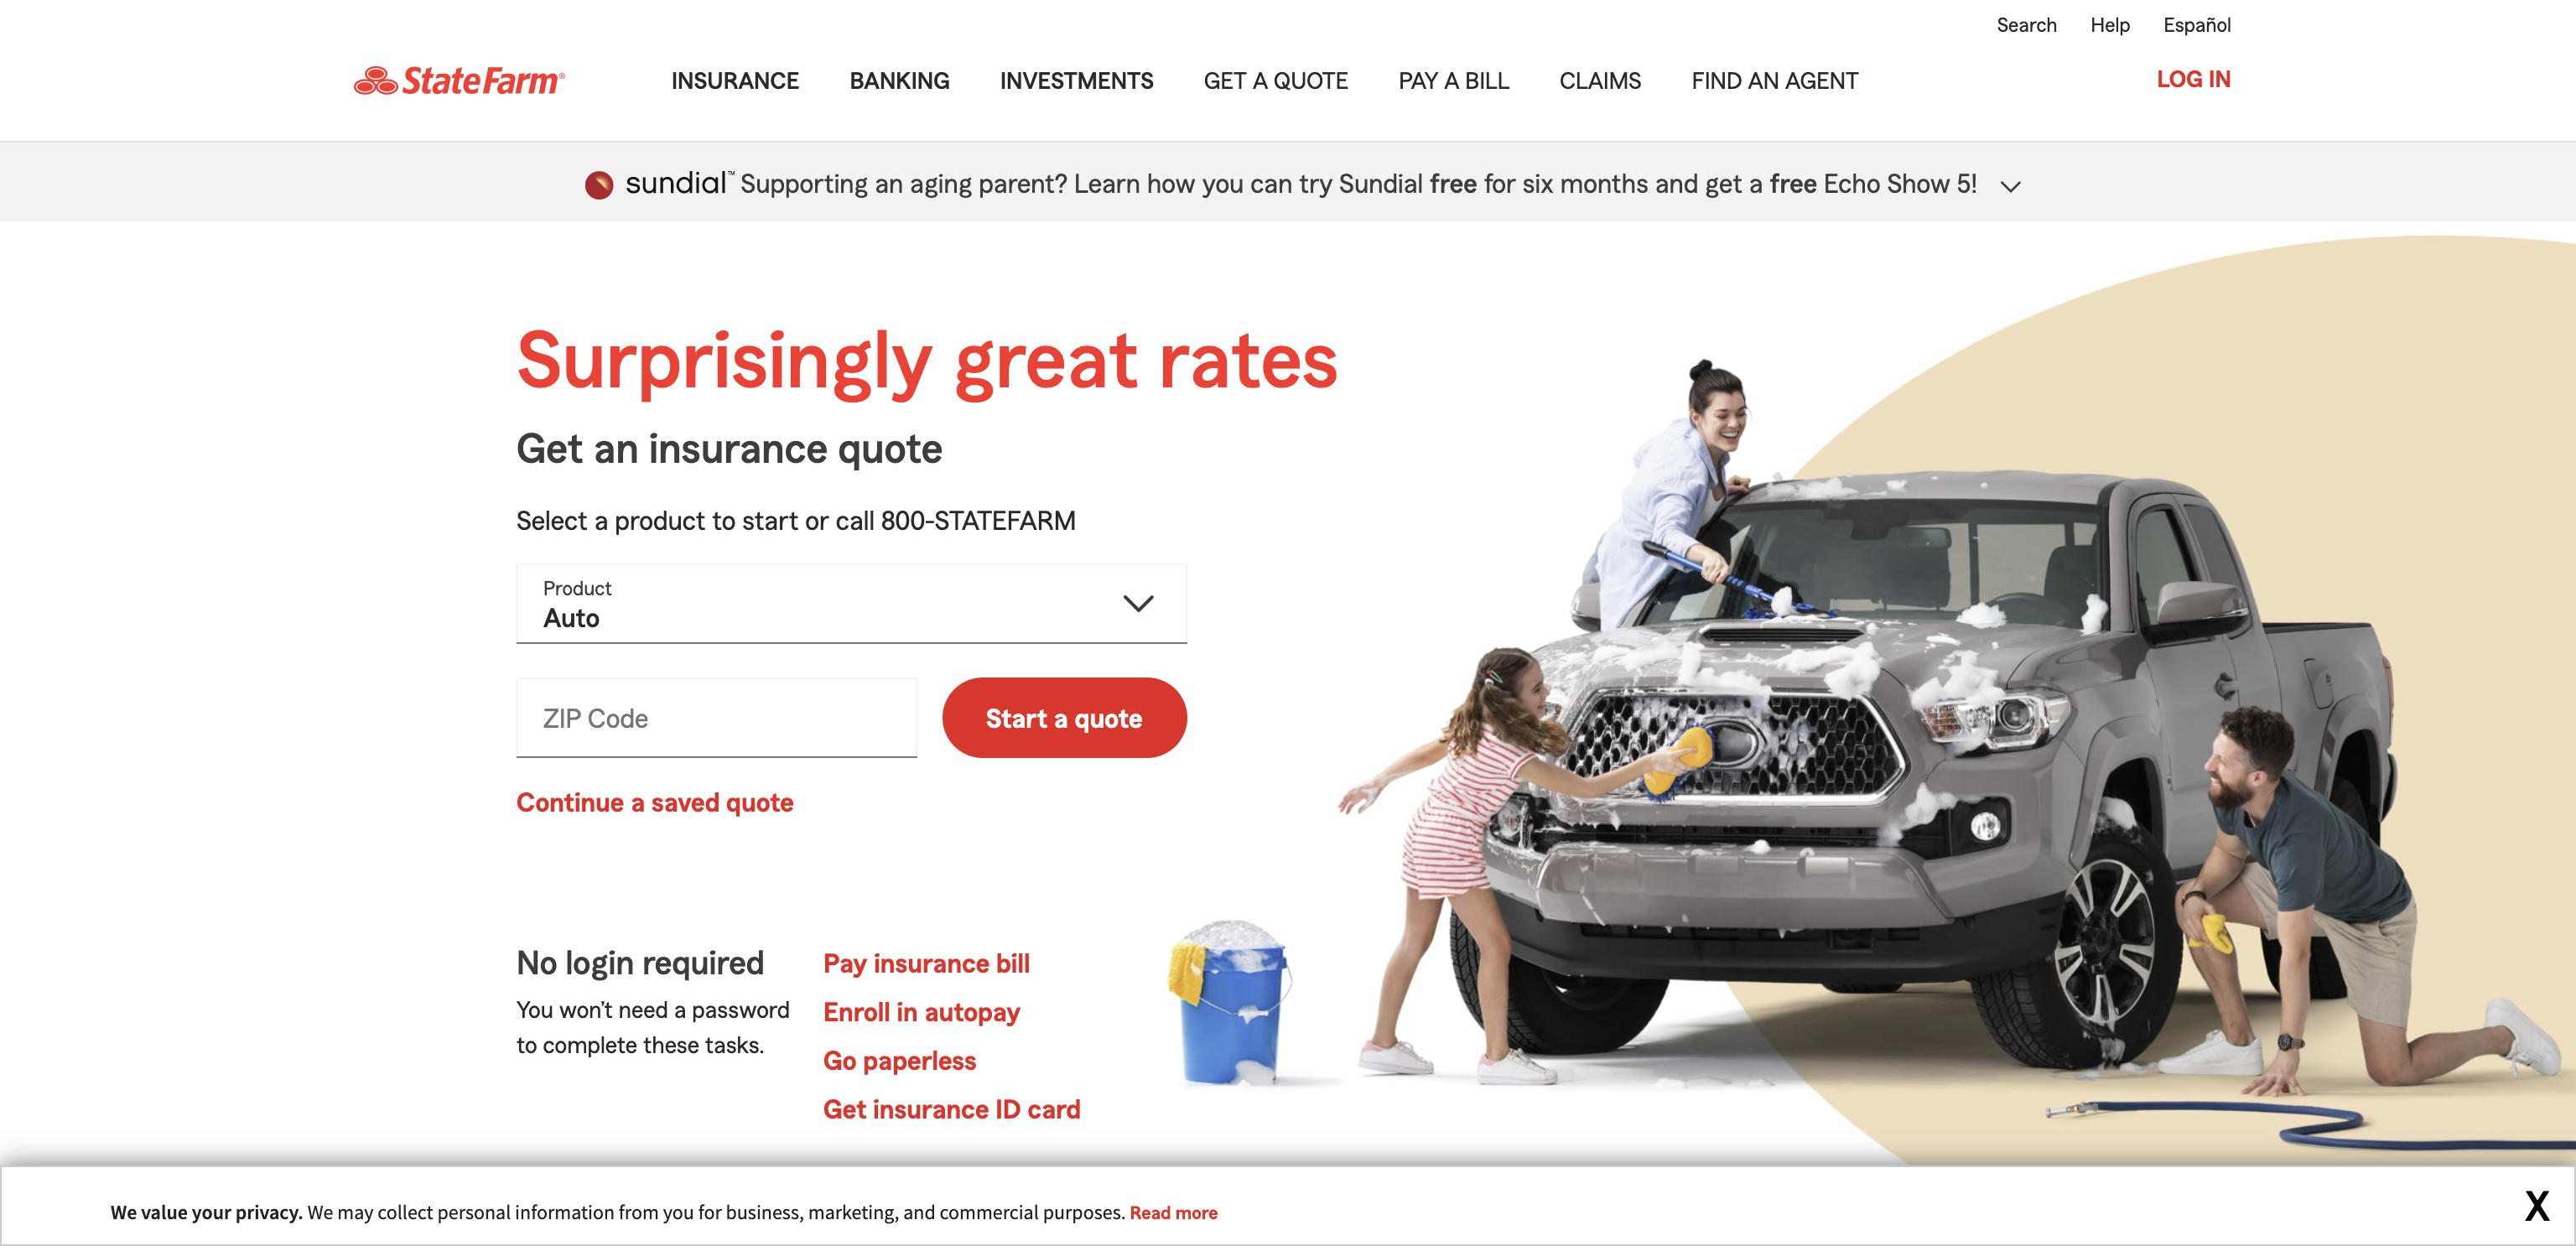 Search Help Español
State Farm®
INSURANCE BANKING INVESTMENTS GET A QUOTE PAY A BILL CLAIMS FIND AN AGENT LOG IN
sundial™ Supporting an aging parent? Learn how you can try Sundial free for six months and get a free Echo Show 5!
Surprisingly great rates
Get an insurance quote
Select a product to start or call 800-STATEFARM
Product
Auto
ZIP Code
Start a quote
Continue a saved quote
No login required
You won’t need a password
to complete these tasks.
Pay insurance bill
Enroll in autopay
Go paperless
Get insurance ID card
We value your privacy. We may collect personal information from you for business, marketing, and commercial purposes. Read more
X